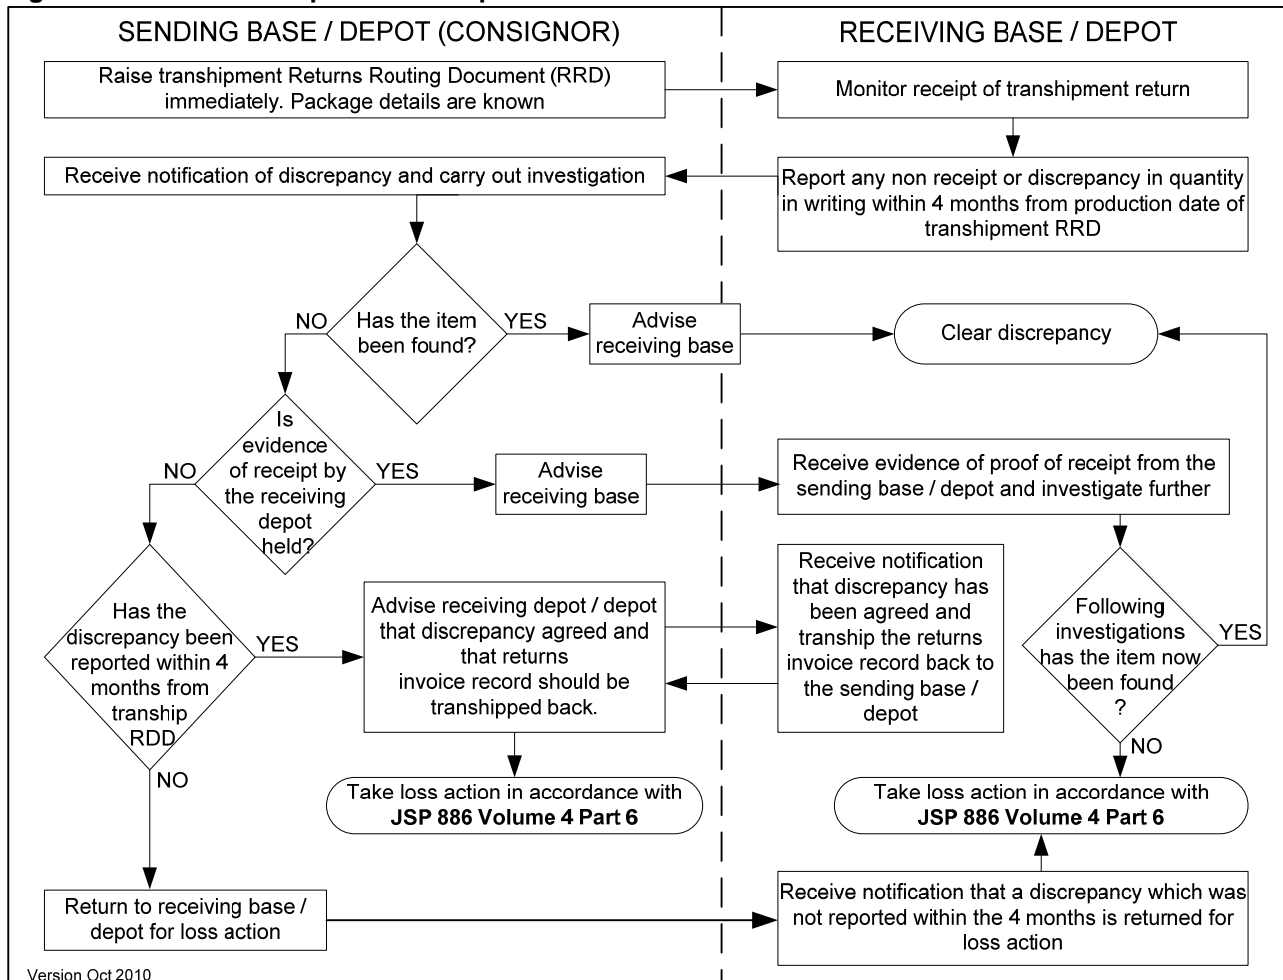 SENDING BASE / DEPOT (CONSIGNOR)
RECEIVING BASE / DEPOT
Raise transhipment Returns Routing Document (RRD)
immediately. Package details are known
Monitor receipt of transhipment return
Receive notification of discrepancy and carry out investigation
Report any non receipt or discrepancy in quantity
in writing within 4 months from production date of
transhipment RRD
Has the item
been found?
NO
YES
Advise
receiving base
Clear discrepancy
Is
evidence
of receipt by
the receiving
depot
held?
NO
YES
Advise
receiving base
Receive evidence of proof of receipt from the
sending base / depot and investigate further
Has the
discrepancy been
reported within 4
months from
tranship
RDD
YES
NO
Advise receiving depot / depot
that discrepancy agreed and
that returns
invoice record should be
transhipped back.
Receive notification
that discrepancy has
been agreed and
tranship the returns
invoice record back to
the sending base /
depot
Following
investigations
has the item now
been found
?
YES
NO
Take loss action in accordance with
JSP 886 Volume 4 Part 6
Take loss action in accordance with
JSP 886 Volume 4 Part 6
Return to receiving base /
depot for loss action
Receive notification that a discrepancy which was
not reported within the 4 months is returned for
loss action
Version Oct 2010